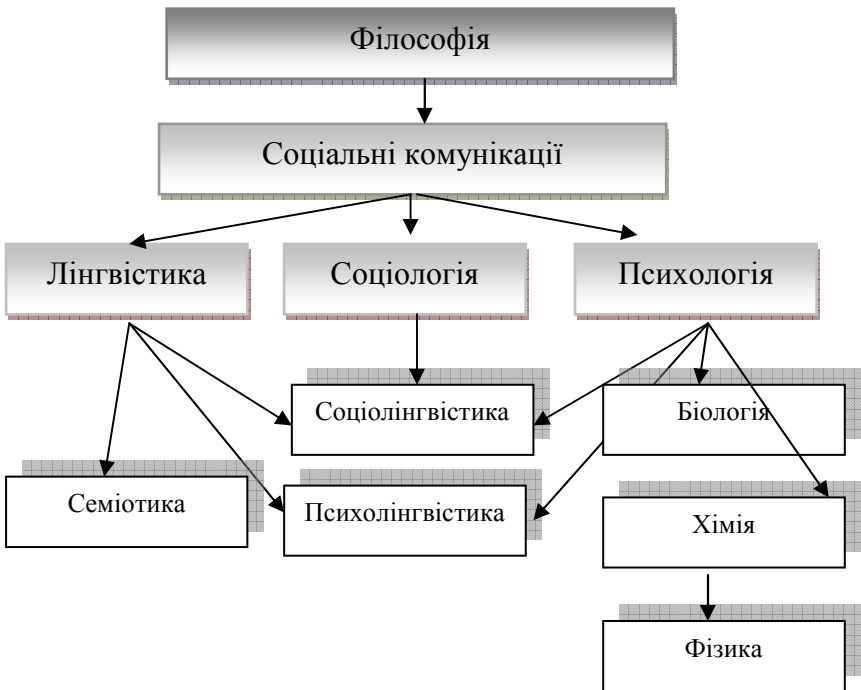 Філософія
Соціальні комунікації
Лінгвістика
Соціологія
Психологія
Соціолінгвістика
Біологія
Семіотика
Психолінгвістика
Хімія
Фізика